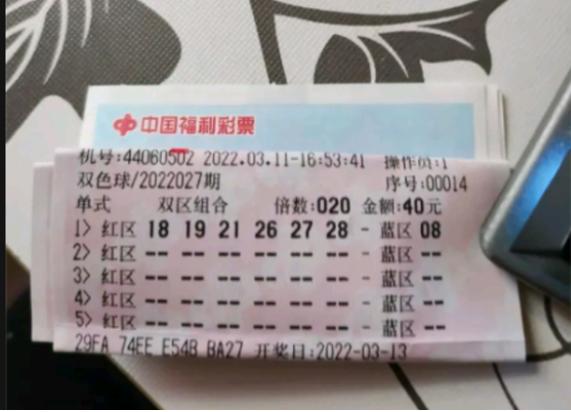 中国福利彩票
机号:44060502 2022.03.11-16:53:41 操作员:1
双色球/2022027期 序号:00014
单式 双区组合 倍数:020 金额:40元
1> 红区 18 19 21 26 27 28 - 蓝区 08
2> 红区 -- -- -- -- -- -- - 蓝区 --
3> 红区 -- -- -- -- -- -- - 蓝区 --
4> 红区 -- -- -- -- -- -- - 蓝区 --
5> 红区 -- -- -- -- -- -- - 蓝区 --
29FA 74EE E54B BA27 开奖日:2022-03-13